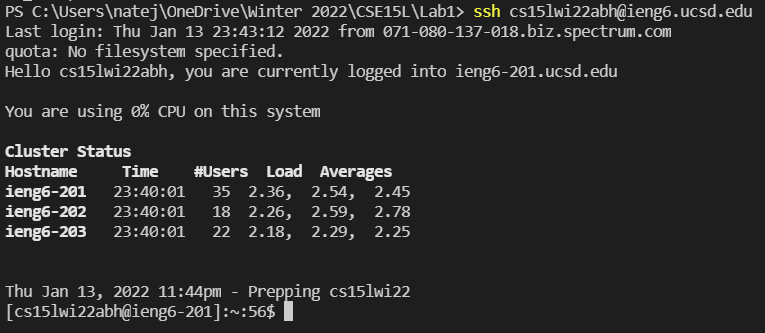 PS C:\Users\natej\OneDrive\Winter 2022\CSE15L\Lab1> ssh cs15lwi22abh@ieng6.ucsd.edu
Last login: Thu Jan 13 23:43:12 2022 from 071-080-137-018.biz.spectrum.com
quota: No filesystem specified.
Hello cs15lwi22abh, you are currently logged into ieng6-201.ucsd.edu
You are using 0% CPU on this system
Cluster Status
Hostname     Time    #Users  Load  Averages
ieng6-201   23:40:01   35  2.36,  2.54,  2.45
ieng6-202   23:40:01   18  2.26,  2.59,  2.78
ieng6-203   23:40:01   22  2.18,  2.29,  2.25
Thu Jan 13, 2022 11:44pm - Prepping cs15lwi22
[cs15lwi22abh@ieng6-201]:~:56$